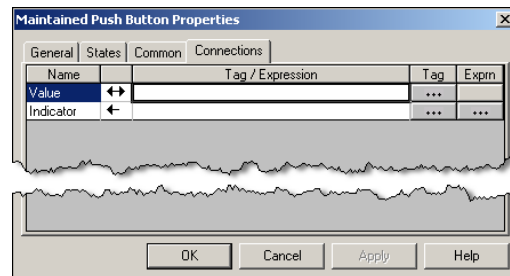 Maintained Push Button Properties
General States Common Connections
Name Tag / Expression Tag Exprn
Value ↔ ...
Indicator ← ... ...
OK Cancel Apply Help